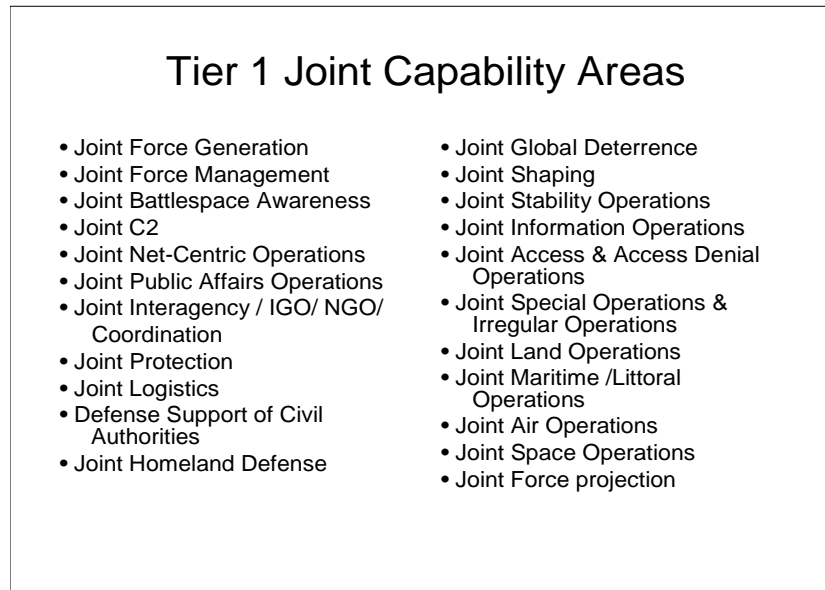 Tier 1 Joint Capability Areas
• Joint Force Generation
• Joint Force Management
• Joint Battlespace Awareness
• Joint C2
• Joint Net-Centric Operations
• Joint Public Affairs Operations
• Joint Interagency / IGO/ NGO/
Coordination
• Joint Protection
• Joint Logistics
• Defense Support of Civil
Authorities
• Joint Homeland Defense
• Joint Global Deterrence
• Joint Shaping
• Joint Stability Operations
• Joint Information Operations
• Joint Access & Access Denial
Operations
• Joint Special Operations &
Irregular Operations
• Joint Land Operations
• Joint Maritime /Littoral
Operations
• Joint Air Operations
• Joint Space Operations
• Joint Force projection